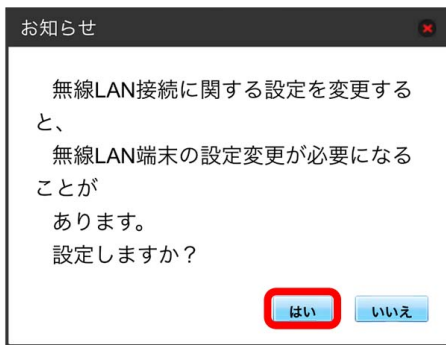 お知らせ
無線LAN接続に関する設定を変更する
と、
無線LAN端末の設定変更が必要になる
ことが
あります。
設定しますか？
はい いいえ